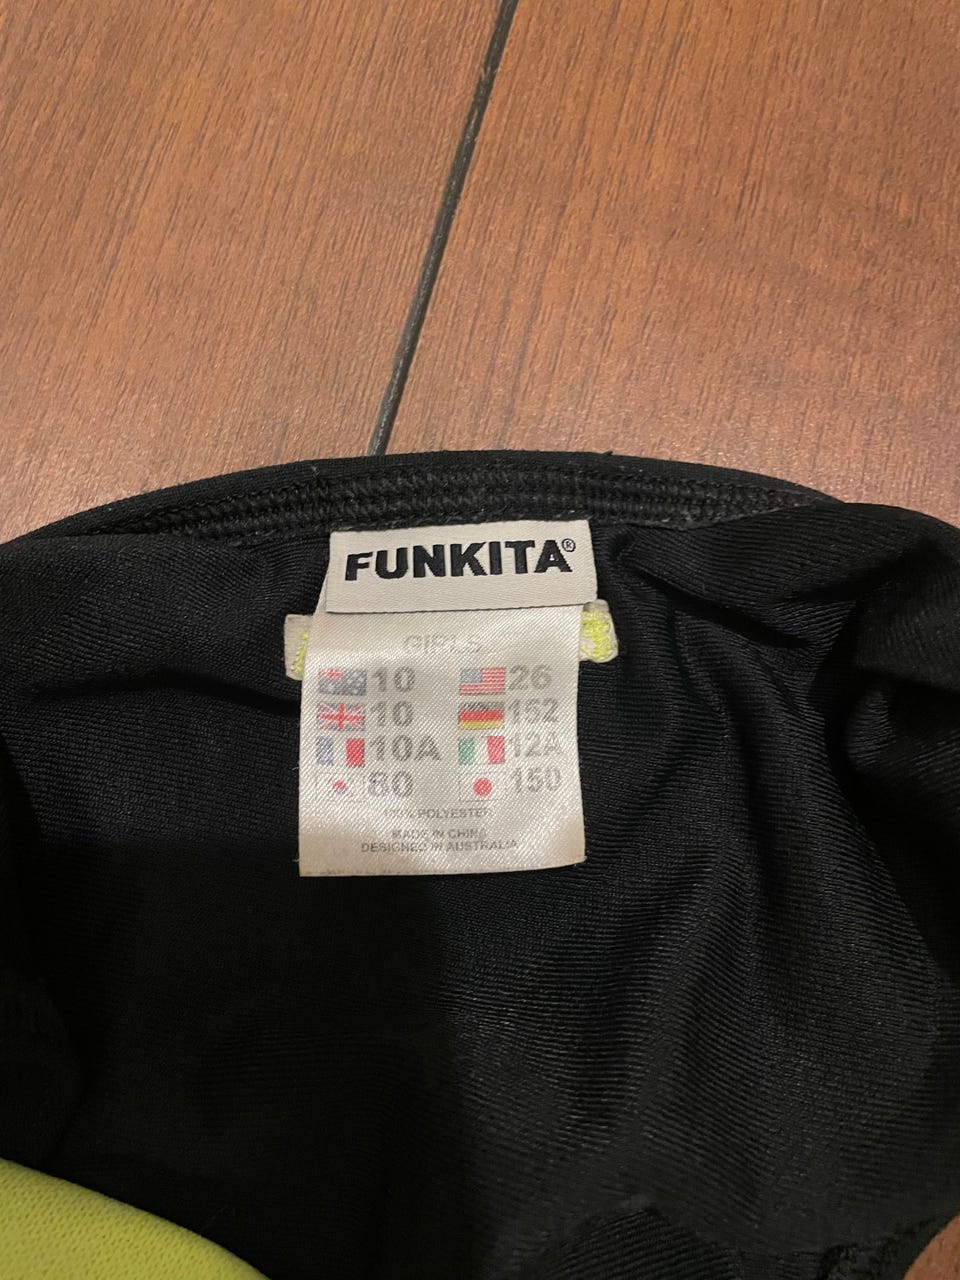 FUNKITA®
GIRLS
10 26
10 152
10A 12A
80 150
100% POLYESTER
MADE IN CHINA
DESIGNED IN AUSTRALIA